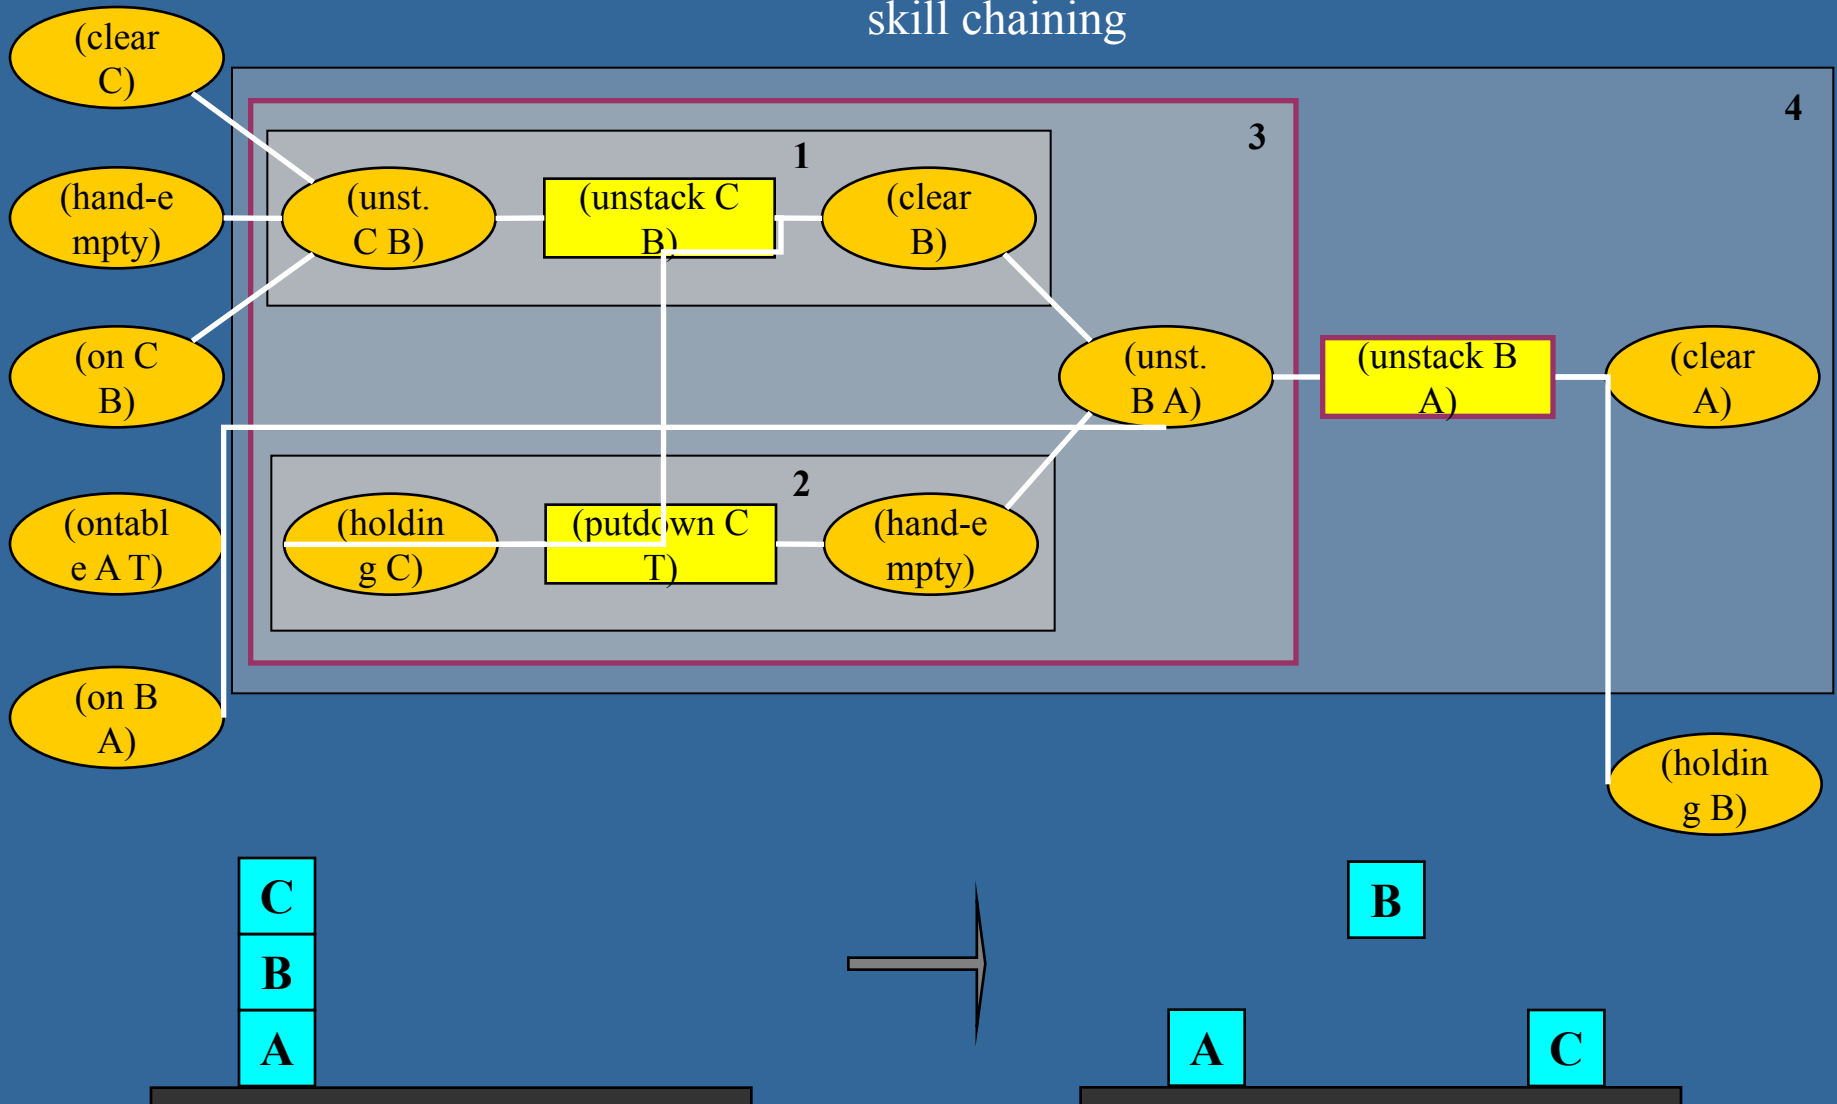 skill chaining
(clear
C)
(hand-e
mpty)
(on C
B)
(ontabl
e A T)
(on B
A)
4
3
1
(unst.
C B)
(unstack C
B)
(clear
B)
(unst.
B A)
(unstack B
A)
(clear
A)
2
(holdin
g C)
(putdown C
T)
(hand-e
mpty)
(holdin
g B)
C
B
A
B
A
C